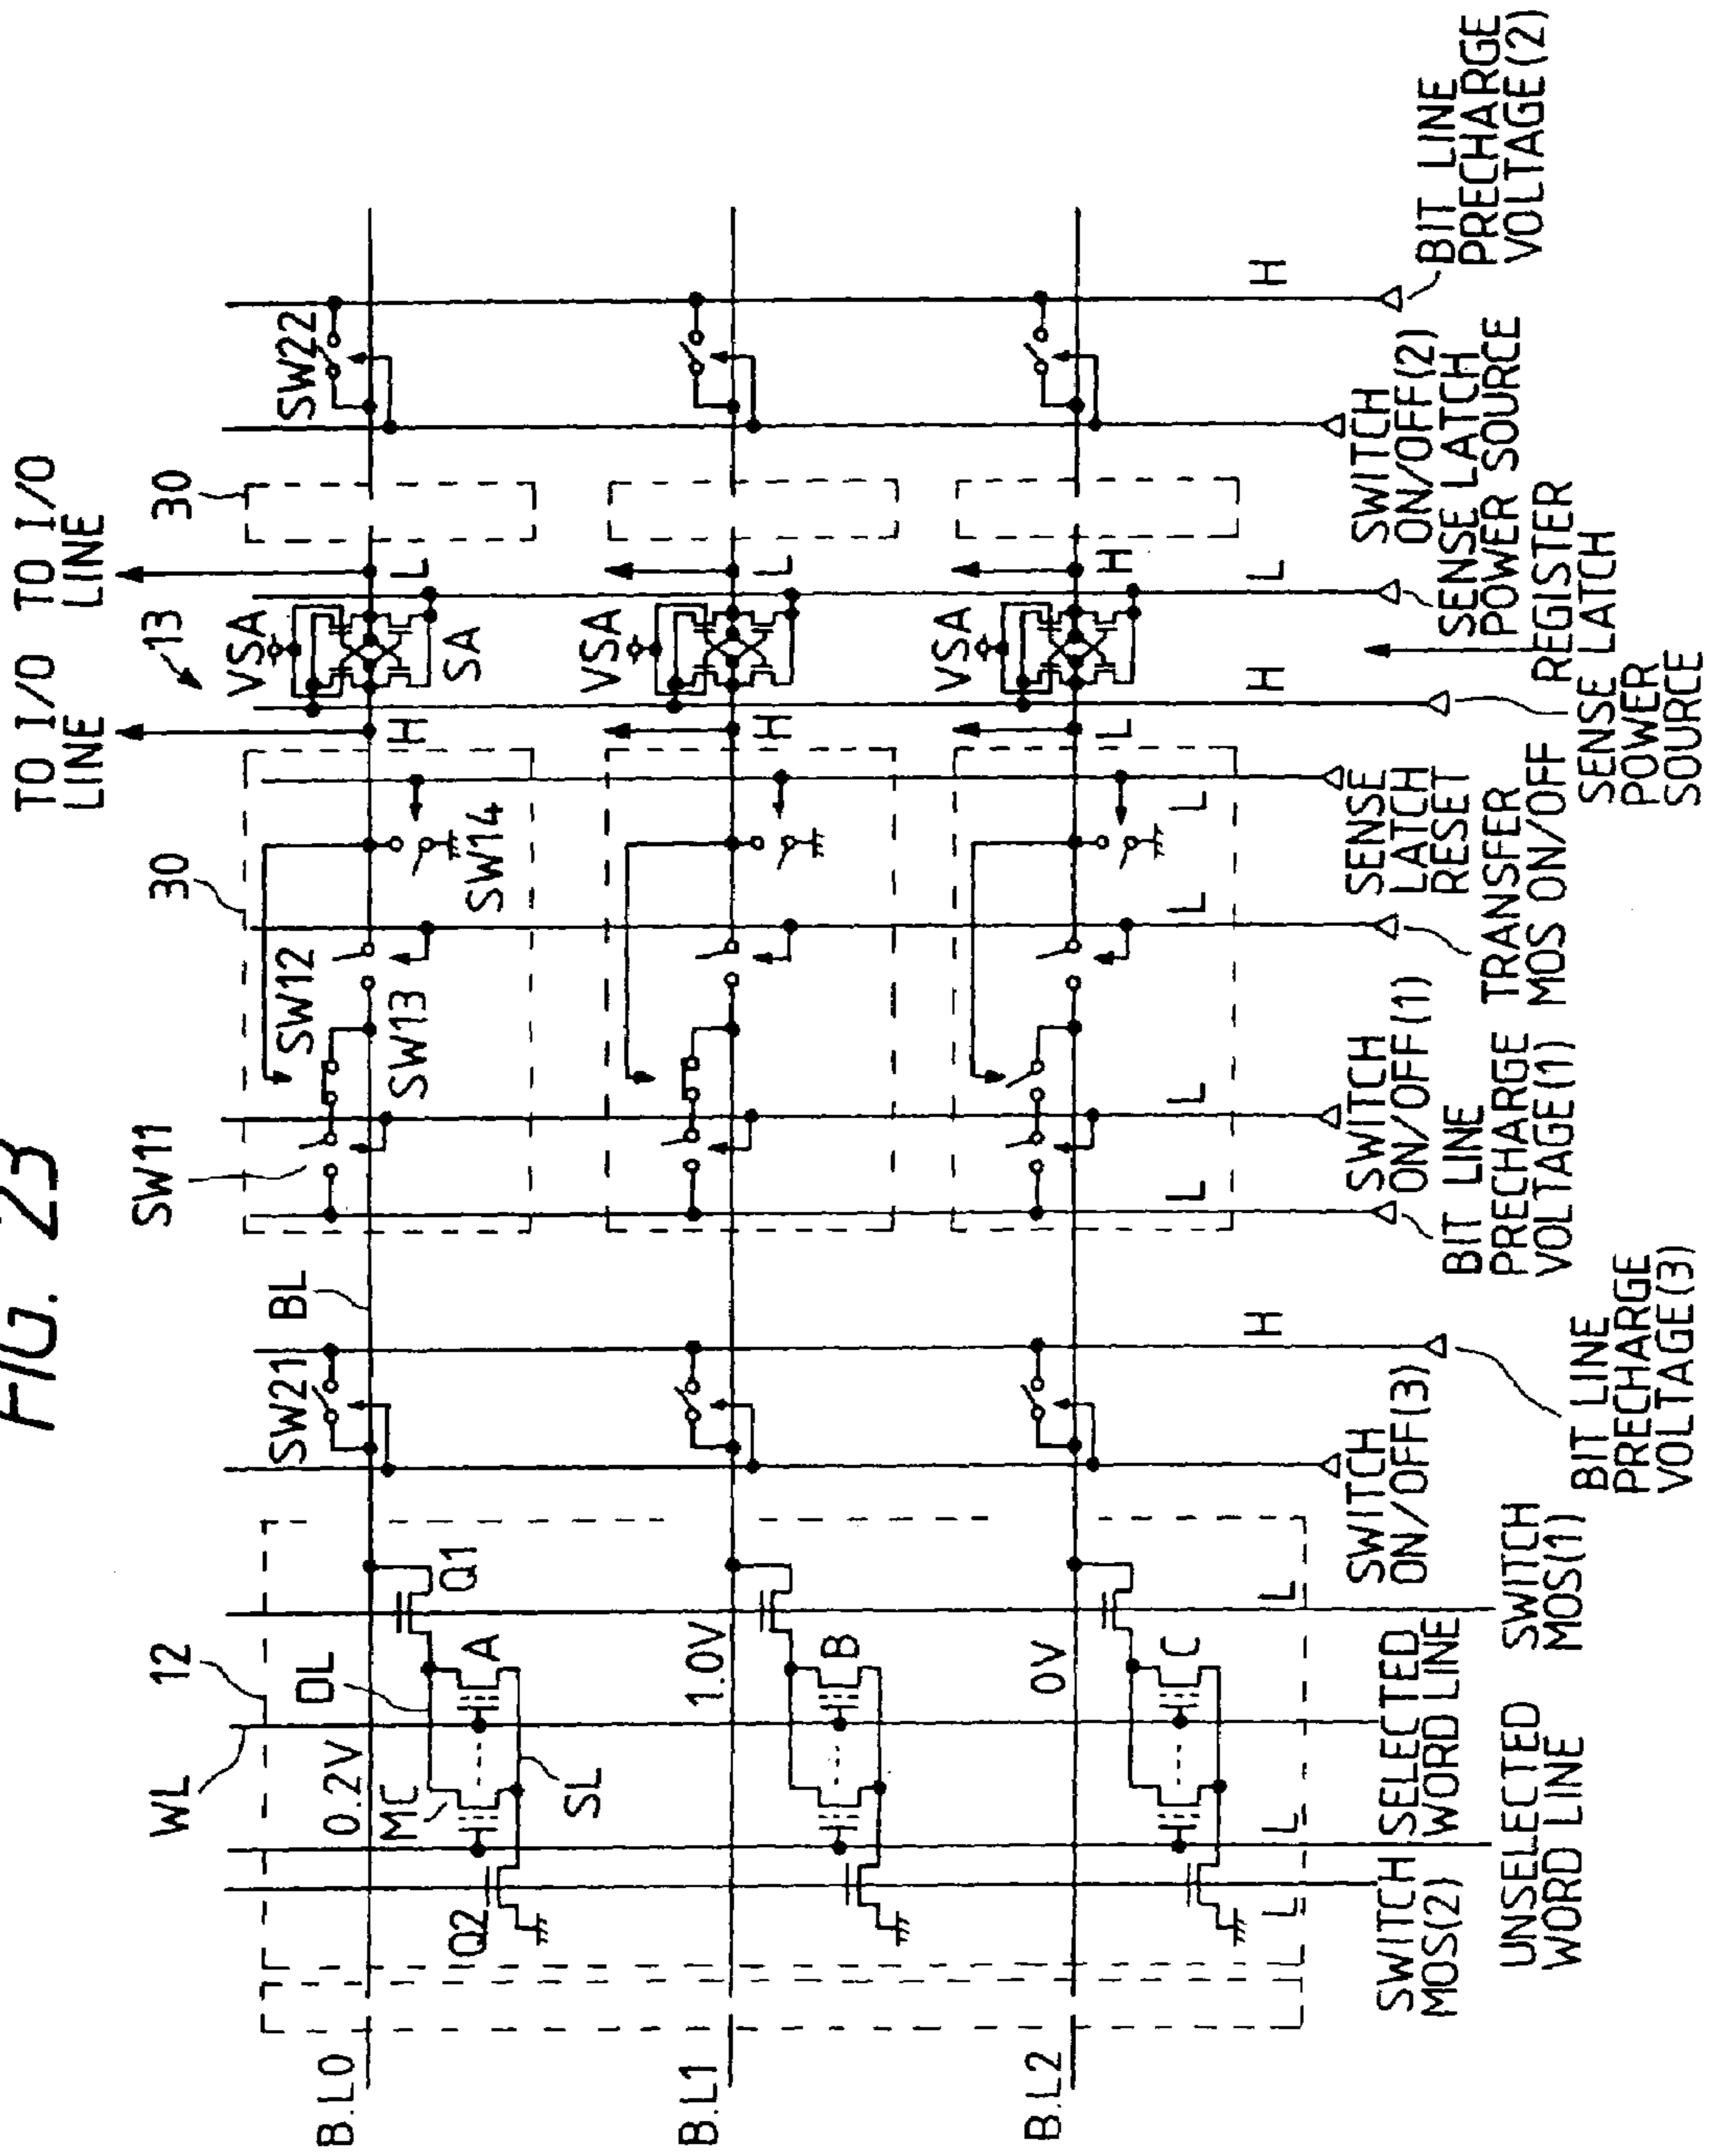 FIG. 23
TO I/O
LINE
TO I/O
LINE
13
30
30
SW11
12
WL
VSA
SW22
SW12
SW14
SW13
SA
H
L
BL
SW21
Q1
A
DL
0.2V
MC
SL
Q2
B.L0
VSA
H
L
1.0V
B
B.L1
VSA
L
H
0V
C
B.L2
L
L
L
H
L
L
L
L
H
L
H
SWITCH
MOS(2)
UNSELECTED
WORD LINE
SELECTED
WORD LINE
SWITCH
MOS(1)
SWITCH
ON/OFF(3)
BIT LINE
PRECHARGE
VOLTAGE(3)
BIT LINE
PRECHARGE
VOLTAGE(1)
SWITCH
ON/OFF(1)
TRANSFER
MOS ON/OFF
SENSE
LATCH
RESET
SENSE LATCH
POWER
SOURCE
REGISTER
SENSE LATCH
POWER SOURCE
SWITCH
ON/OFF(2)
BIT LINE
PRECHARGE
VOLTAGE(2)